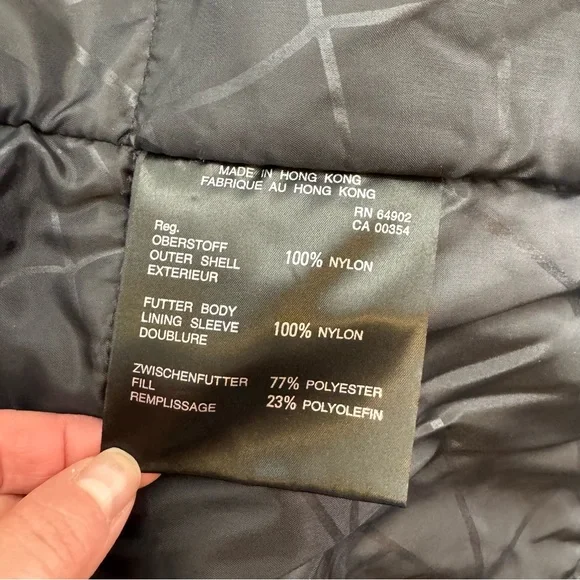 MADE IN HONG KONG
FABRIQUE AU HONG KONG
RN 64902
CA 00354
Reg.
OBERSTOFF
OUTER SHELL 100% NYLON
EXTERIEUR
FUTTER BODY
LINING SLEEVE 100% NYLON
DOUBLURE
ZWISCHENFUTTER 77% POLYESTER
FILL 23% POLYOLEFIN
REMPLISSAGE